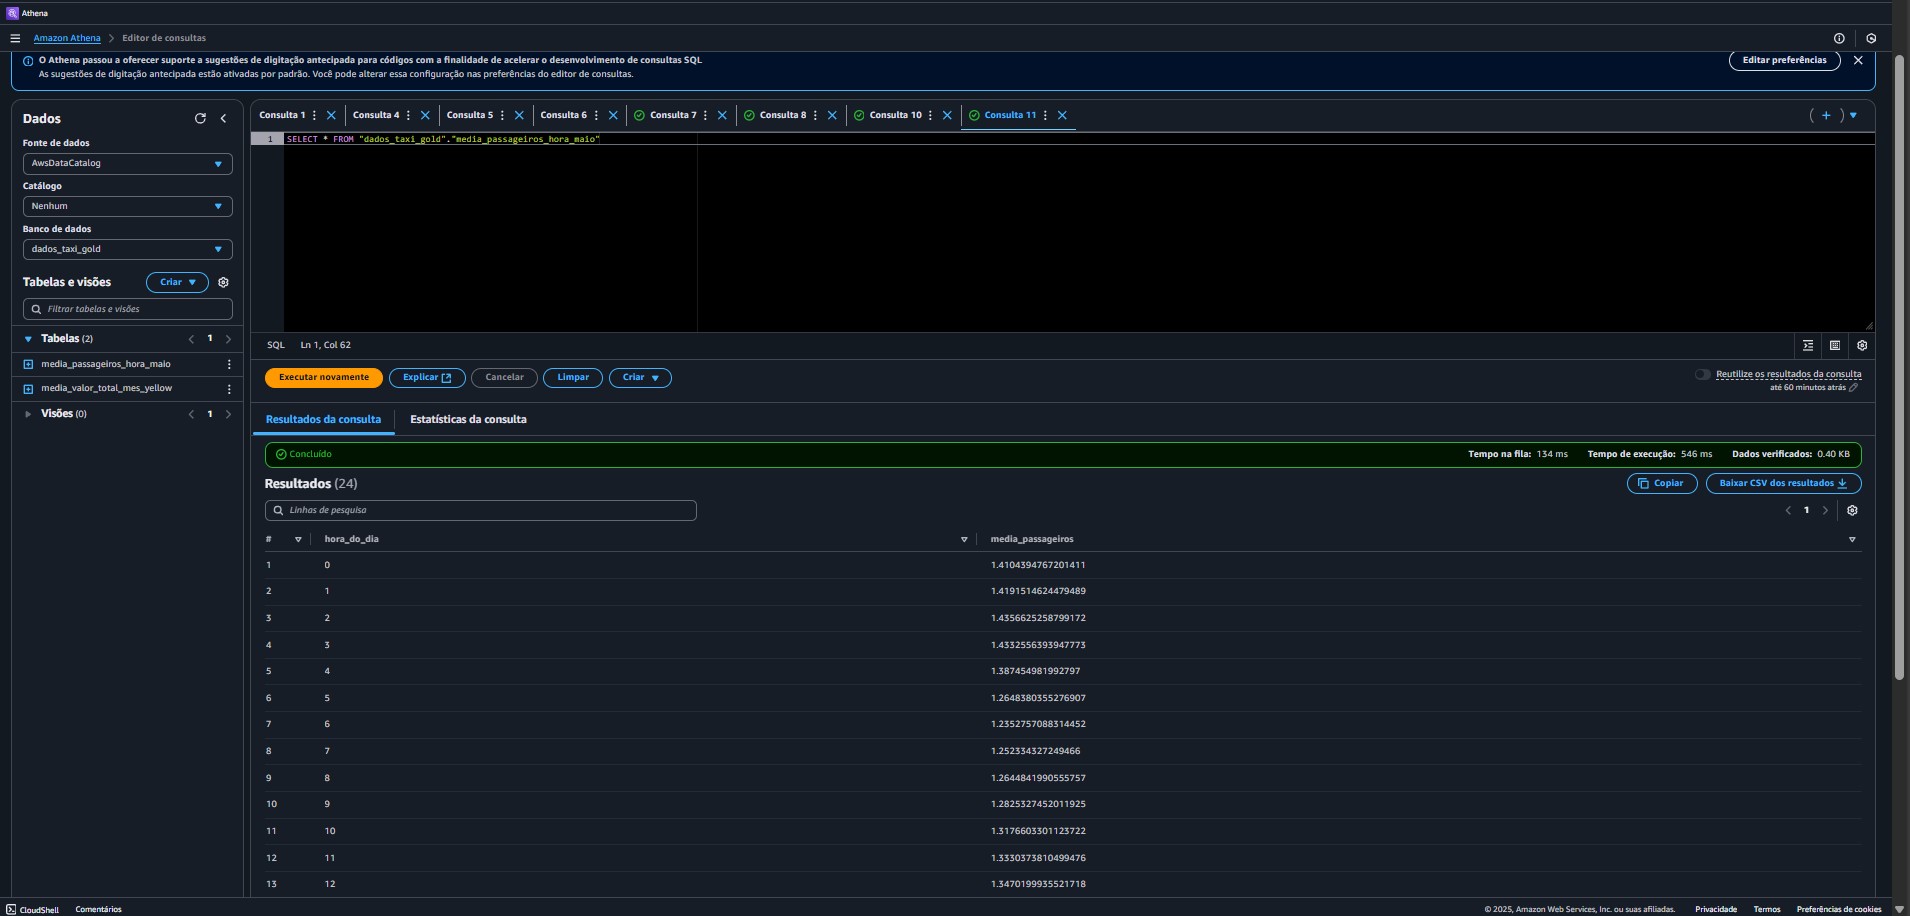 Athena
Amazon Athena > Editor de consultas
O Athena passou a oferecer suporte a sugestões de digitação antecipada para códigos com a finalidade de acelerar o desenvolvimento de consultas SQL
As sugestões de digitação antecipada estão ativadas por padrão. Você pode alterar essa configuração nas preferências do editor de consultas.
Editar preferências
Dados
Fonte de dados
AwsDataCatalog
Catálogo
Nenhum
Banco de dados
dados_taxi_gold
Tabelas e visões
Criar
Filtrar tabelas e visões
Tabelas (2) 1
media_passageiros_hora_maio
media_valor_total_mes_yellow
Visões (0) 1
Consulta 1 Consulta 4 Consulta 5 Consulta 6 Consulta 7 Consulta 8 Consulta 10 Consulta 11
1 SELECT * FROM "dados_taxi_gold"."media_passageiros_hora_maio"
SQL Ln 1, Col 62
Executar novamente Explicar Cancelar Limpar Criar
Reutilize os resultados da consulta
até 60 minutos atrás
Resultados da consulta Estatísticas da consulta
Concluído Tempo na fila: 134 ms Tempo de execução: 546 ms Dados verificados: 0.40 KB
Resultados (24) Copiar Baixar CSV dos resultados
Linhas de pesquisa 1
# hora_do_dia media_passageiros
1 0 1.4104394767201411
2 1 1.4191514624479489
3 2 1.4356625258799172
4 3 1.4332556393947773
5 4 1.387454981992797
6 5 1.2648380355276907
7 6 1.2352757088314452
8 7 1.252334327249466
9 8 1.2644841990555757
10 9 1.2825327452011925
11 10 1.3176603301123722
12 11 1.3330373810499476
13 12 1.3470199935521718
CloudShell Comentários © 2025, Amazon Web Services, Inc. ou suas afiliadas. Privacidade Termos Preferências de cookies